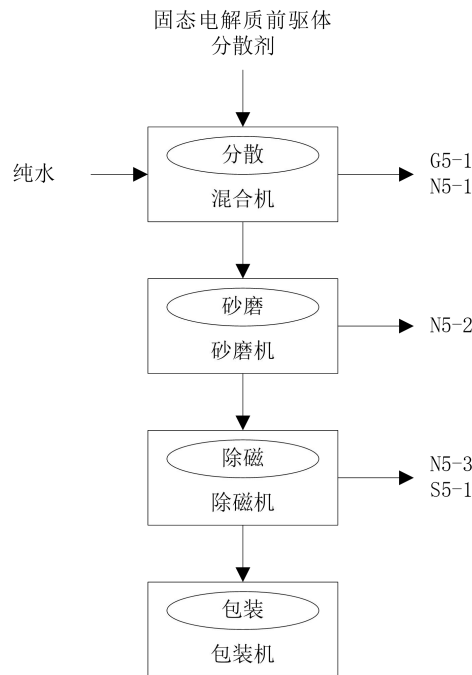 固态电解质前驱体
分散剂
分散
纯水
混合机
G5-1
N5-1
砂磨
砂磨机
N5-2
除磁
除磁机
N5-3
S5-1
包装
包装机